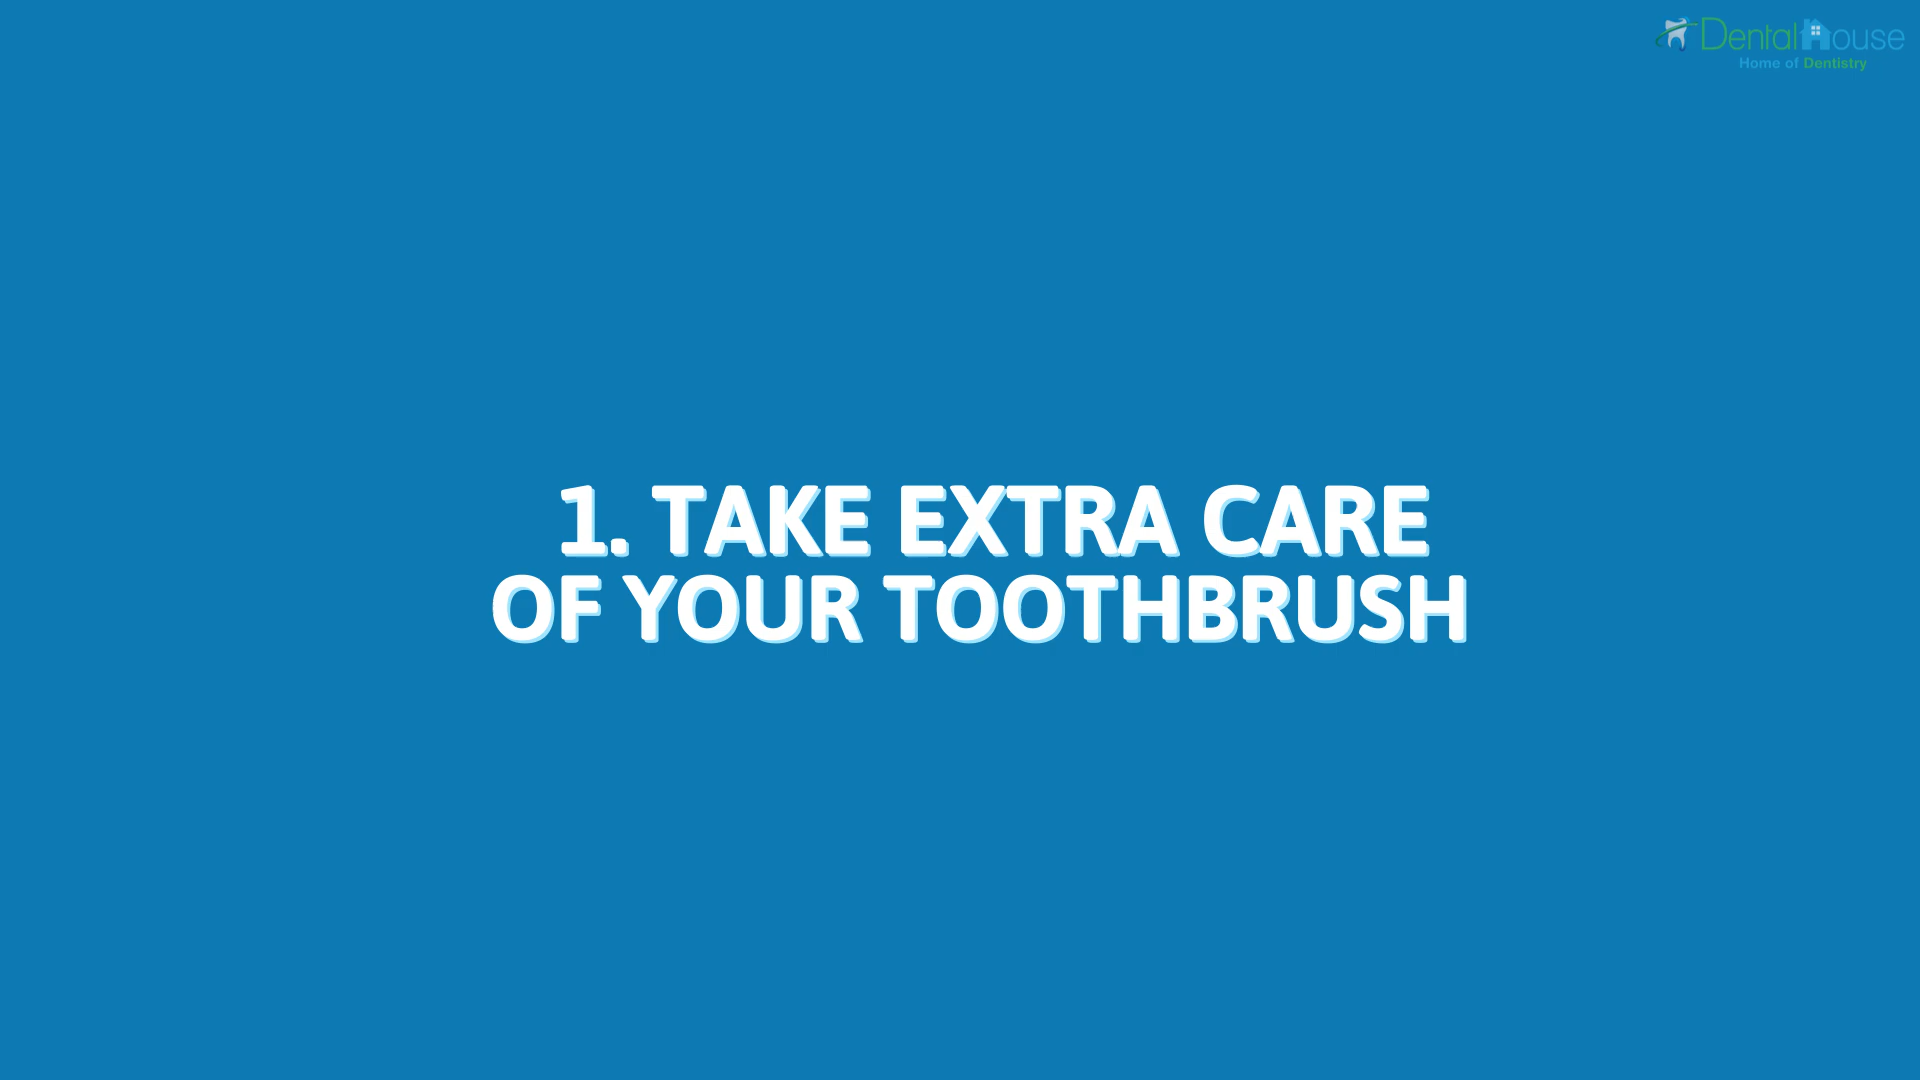 DentalHouse
Home of Dentistry
1. TAKE EXTRA CARE
OF YOUR TOOTHBRUSH